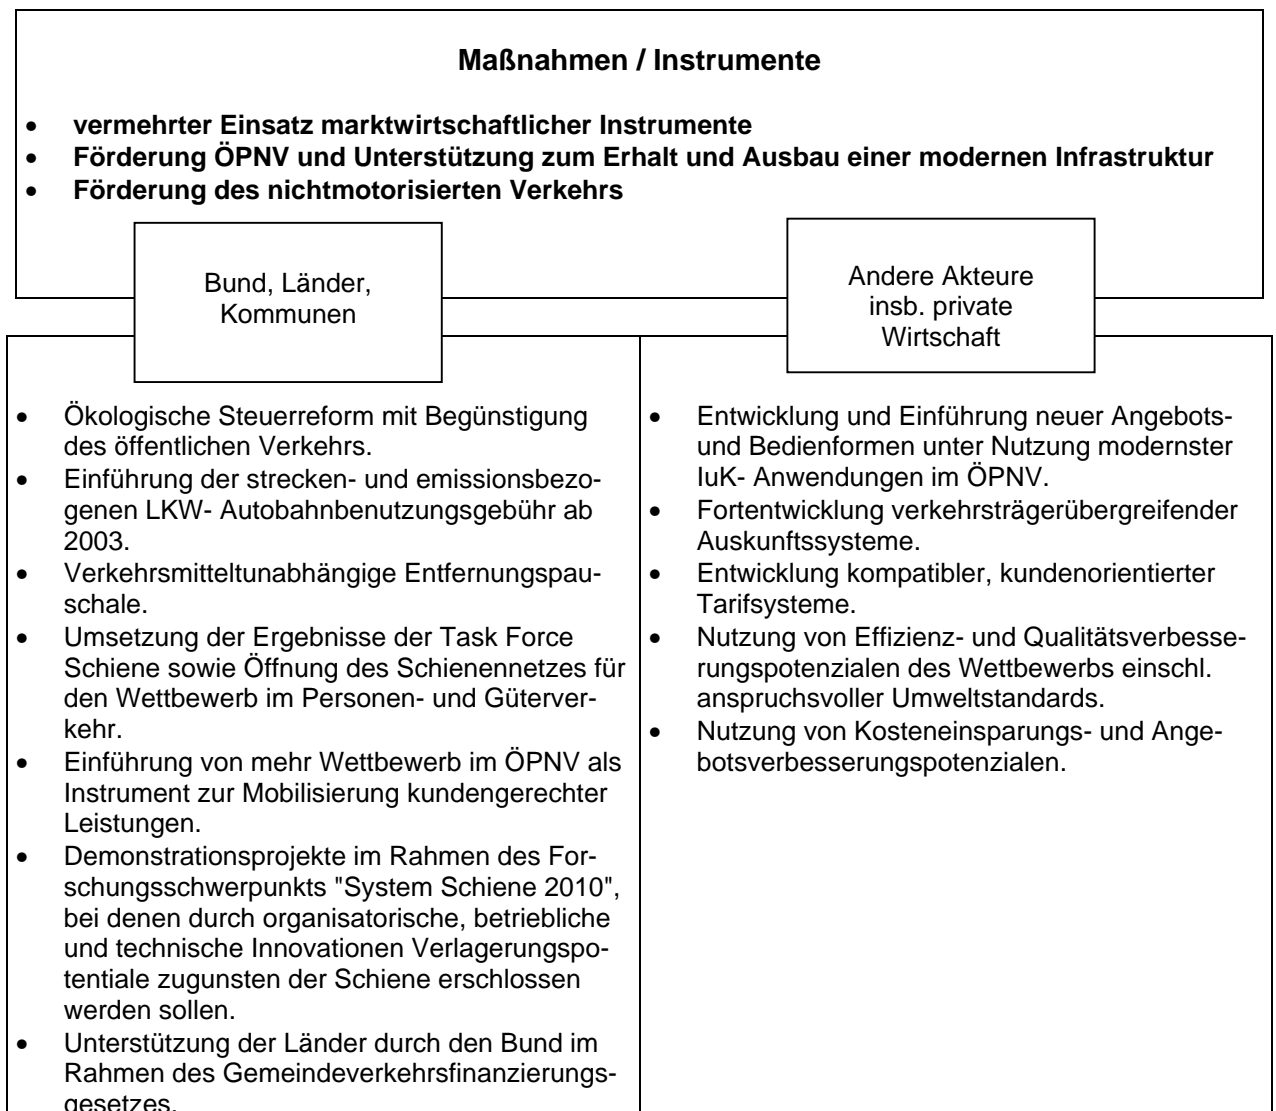 Maßnahmen / Instrumente
• vermehrter Einsatz marktwirtschaftlicher Instrumente
• Förderung ÖPNV und Unterstützung zum Erhalt und Ausbau einer modernen Infrastruktur
• Förderung des nichtmotorisierten Verkehrs
Bund, Länder,
Kommunen
• Ökologische Steuerreform mit Begünstigung
des öffentlichen Verkehrs.
• Einführung der strecken- und emissionsbezo-
genen LKW- Autobahnbenutzungsgebühr ab
2003.
• Verkehrsmittelunabhängige Entfernungspau-
schale.
• Umsetzung der Ergebnisse der Task Force
Schiene sowie Öffnung des Schienennetzes für
den Wettbewerb im Personen- und Güterver-
kehr.
• Einführung von mehr Wettbewerb im ÖPNV als
Instrument zur Mobilisierung kundengerechter
Leistungen.
• Demonstrationsprojekte im Rahmen des For-
schungsschwerpunkts "System Schiene 2010",
bei denen durch organisatorische, betriebliche
und technische Innovationen Verlagerungspo-
tentiale zugunsten der Schiene erschlossen
werden sollen.
• Unterstützung der Länder durch den Bund im
Rahmen des Gemeindeverkehrsfinanzierungs-
gesetzes.
Andere Akteure
insb. private
Wirtschaft
• Entwicklung und Einführung neuer Angebots-
und Bedienformen unter Nutzung modernster
IuK- Anwendungen im ÖPNV.
• Fortentwicklung verkehrsträgerübergreifender
Auskunftssysteme.
• Entwicklung kompatibler, kundenorientierter
Tarifsysteme.
• Nutzung von Effizienz- und Qualitätsverbesse-
rungspotenzialen des Wettbewerbs einschl.
anspruchsvoller Umweltstandards.
• Nutzung von Kosteneinsparungs- und Ange-
botsverbesserungspotenzialen.